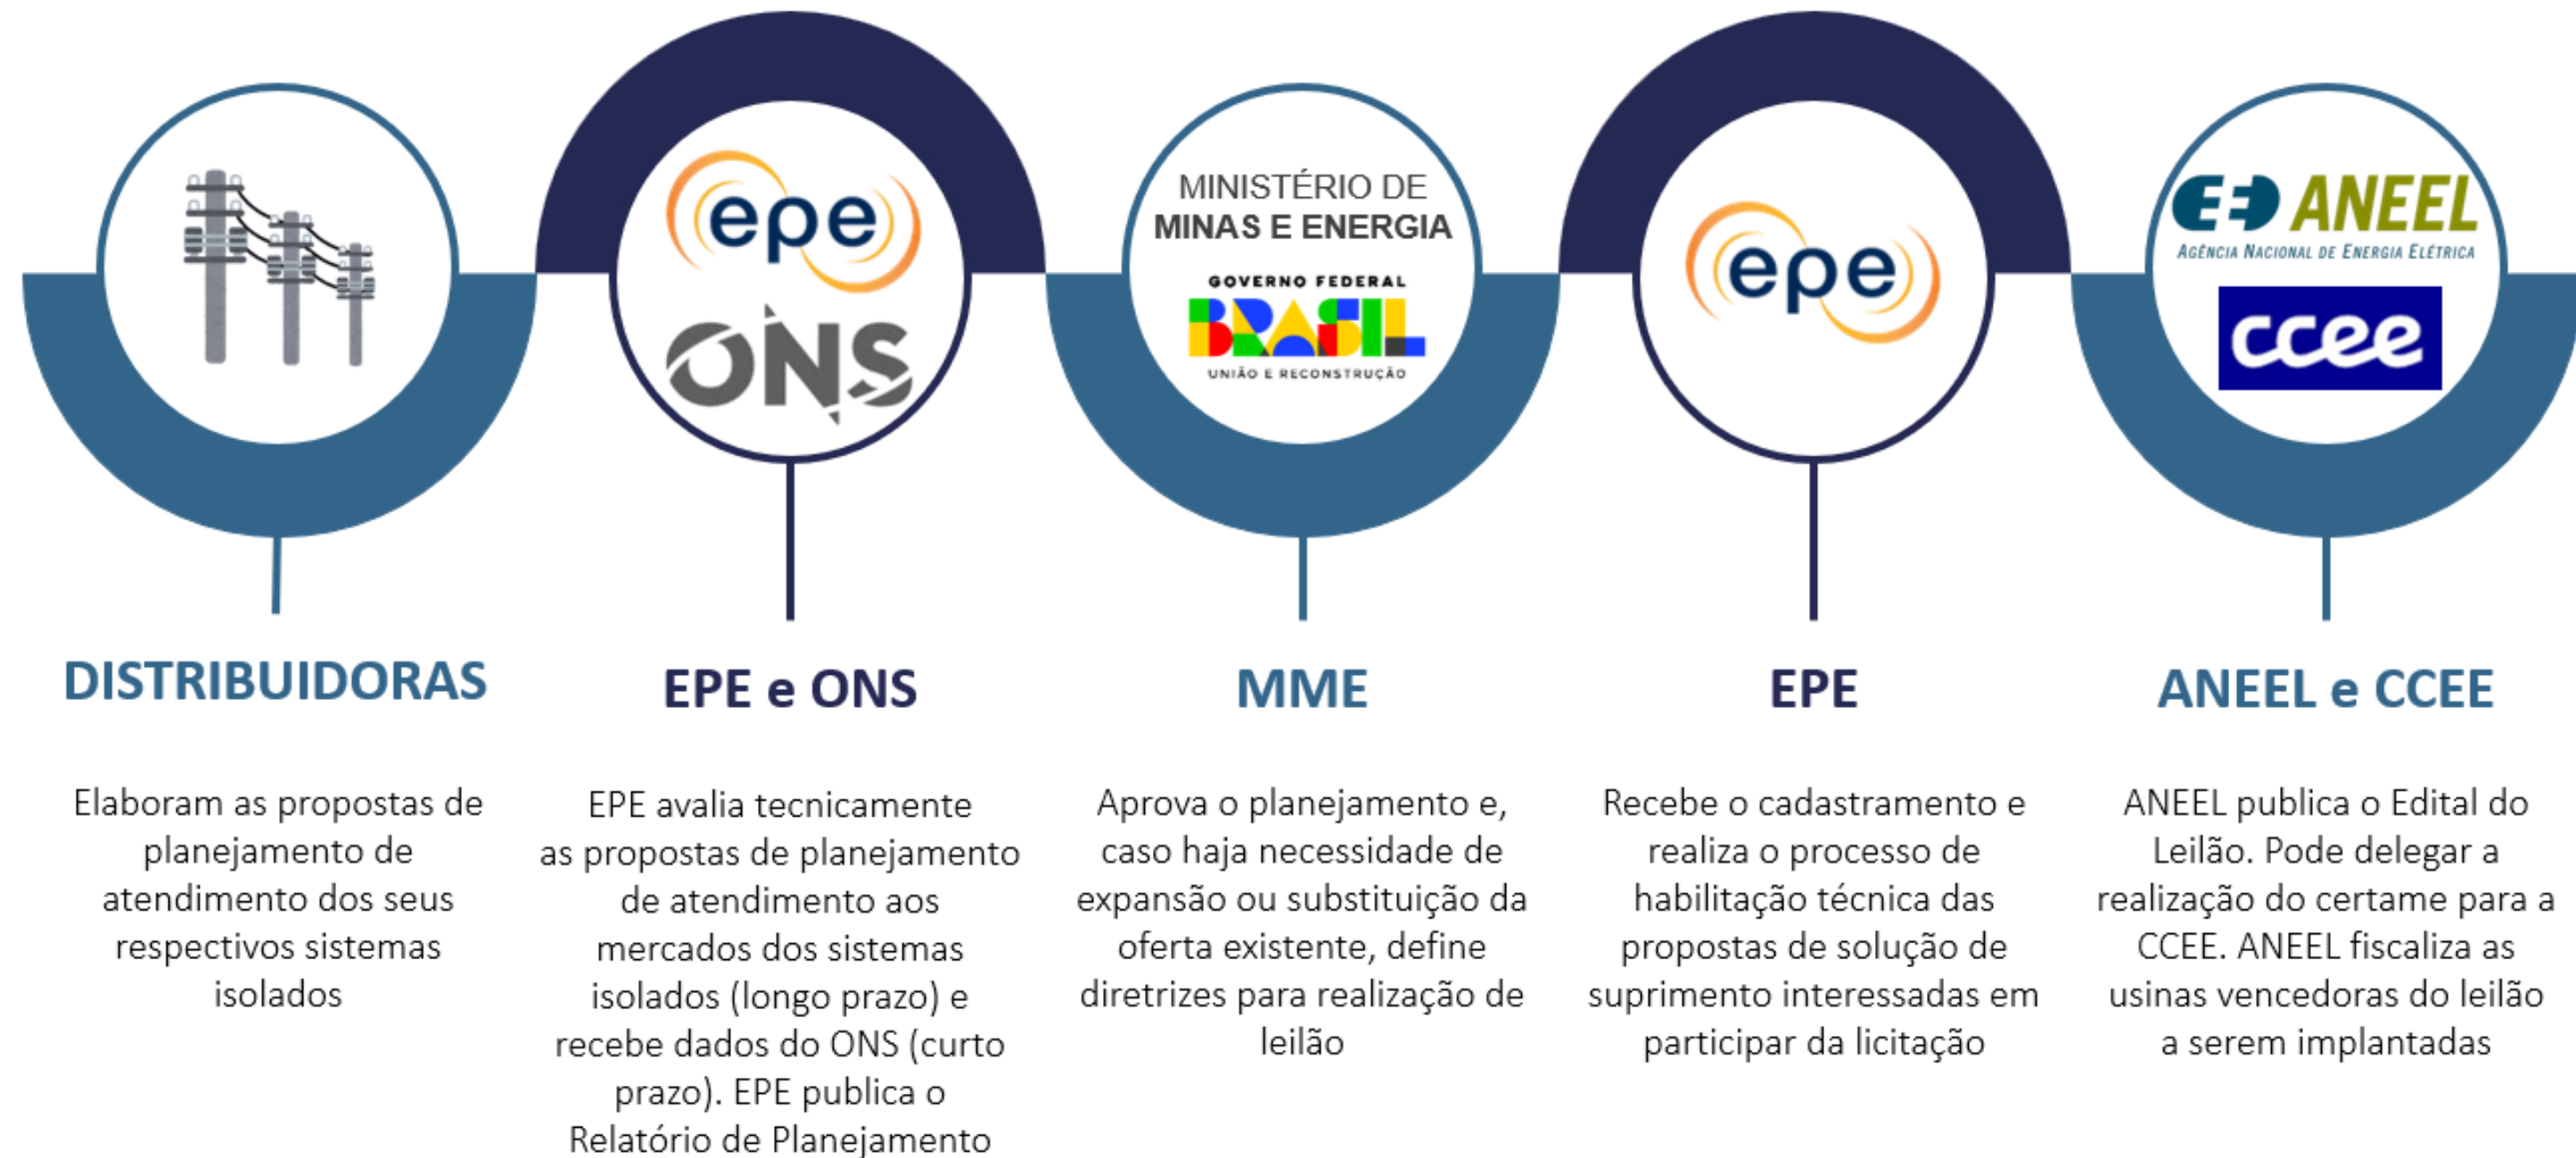 epe
ONS
MINISTÉRIO DE
MINAS E ENERGIA
GOVERNO FEDERAL
BRASIL
UNIÃO E RECONSTRUÇÃO
epe
ANEEL
AGÊNCIA NACIONAL DE ENERGIA ELÉTRICA
ccee
DISTRIBUIDORAS
Elaboram as propostas de
planejamento de
atendimento dos seus
respectivos sistemas
isolados
EPE e ONS
EPE avalia tecnicamente
as propostas de planejamento
de atendimento aos
mercados dos sistemas
isolados (longo prazo) e
recebe dados do ONS (curto
prazo). EPE publica o
Relatório de Planejamento
MME
Aprova o planejamento e,
caso haja necessidade de
expansão ou substituição da
oferta existente, define
diretrizes para realização de
leilão
EPE
Recebe o cadastramento e
realiza o processo de
habilitação técnica das
propostas de solução de
suprimento interessadas em
participar da licitação
ANEEL e CCEE
ANEEL publica o Edital do
Leilão. Pode delegar a
realização do certame para a
CCEE. ANEEL fiscaliza as
usinas vencedoras do leilão
a serem implantadas